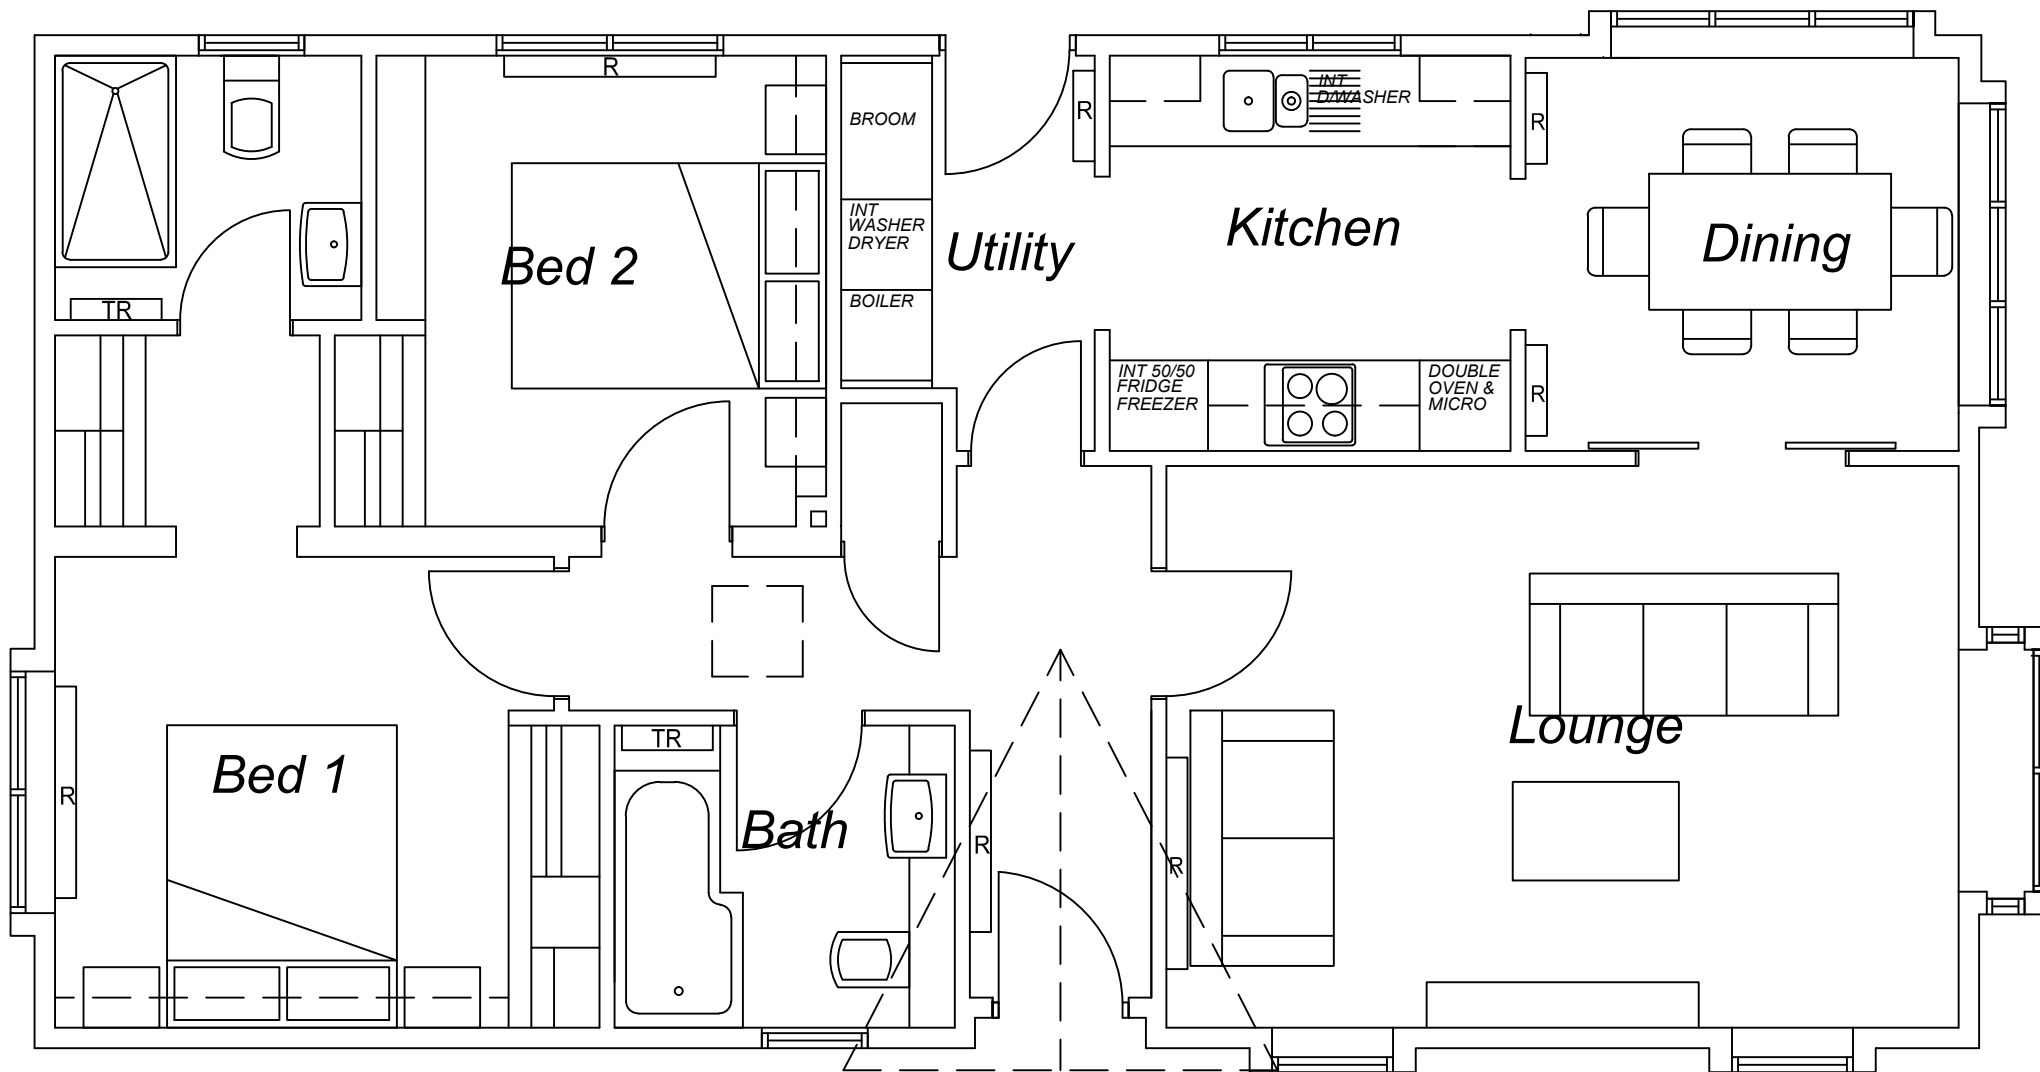 R
INT
D/WASHER
BROOM
R
R
INT
WASHER
DRYER
Kitchen
Utility
Dining
Bed 2
TR
BOILER
INT 50/50
FRIDGE
FREEZER
DOUBLE
OVEN &
MICRO
R
Lounge
TR
Bed 1
R
Bath
R
R